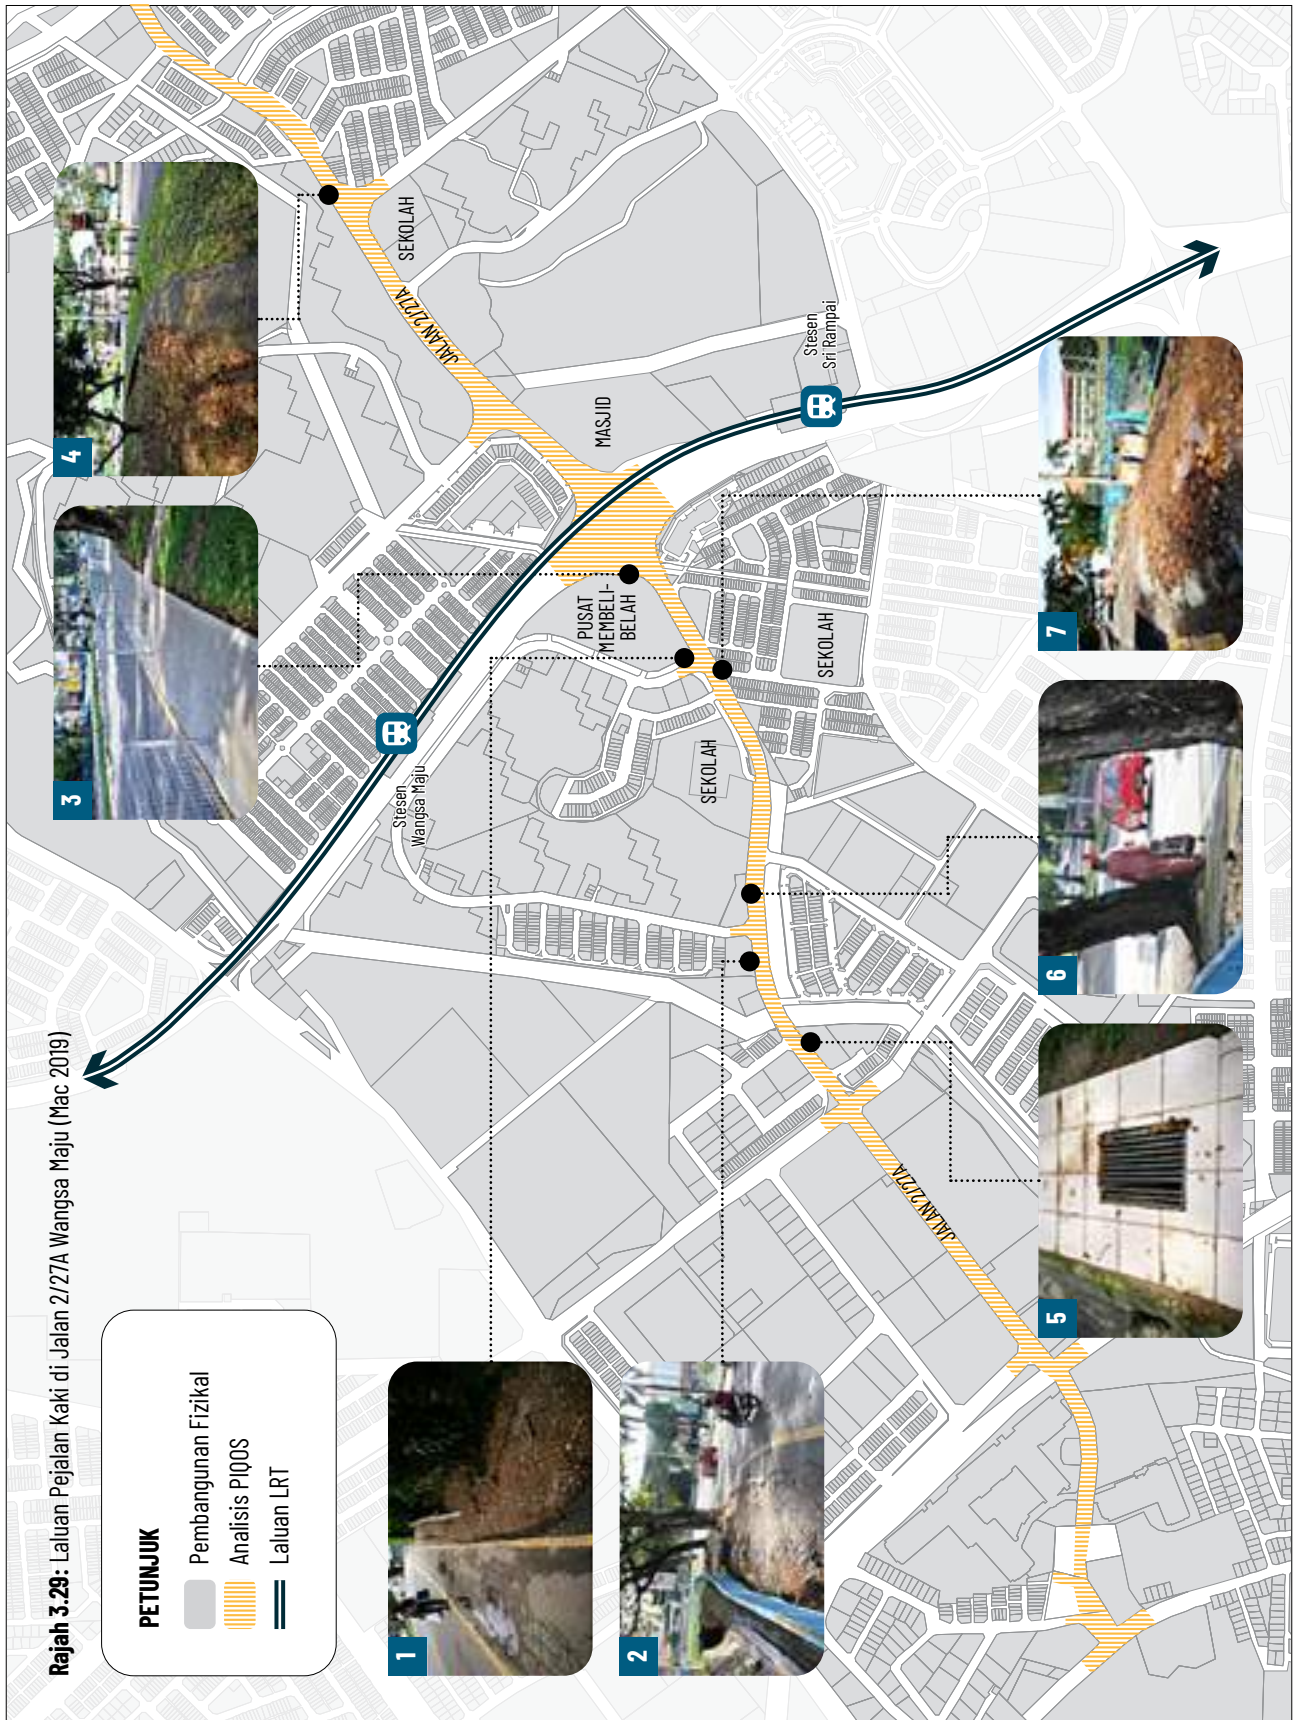 Rajah 3.29: Laluan Pejalan Kaki di Jalan 2/27A Wangsa Maju (Mac 2019)
PETUNJUK
Pembangunan Fizikal
Analisis PIQOS
Laluan LRT
1
2
3
4
5
6
7
Stesen
Wangsa Maju
PUSAT
MEMBELI-
BELAH
SEKOLAH
SEKOLAH
SEKOLAH
MASJID
Stesen
Sri Rampai
JALAN 2/27A
JALAN 2/27A